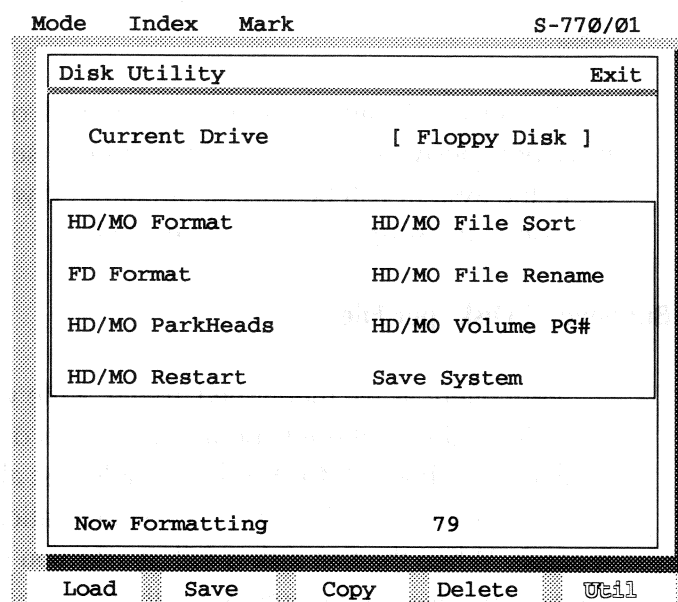 Mode Index Mark S-770/01
Disk Utility Exit
Current Drive [ Floppy Disk ]
HD/MO Format HD/MO File Sort
FD Format HD/MO File Rename
HD/MO ParkHeads HD/MO Volume PG#
HD/MO Restart Save System
Now Formatting 79
Load Save Copy Delete Util